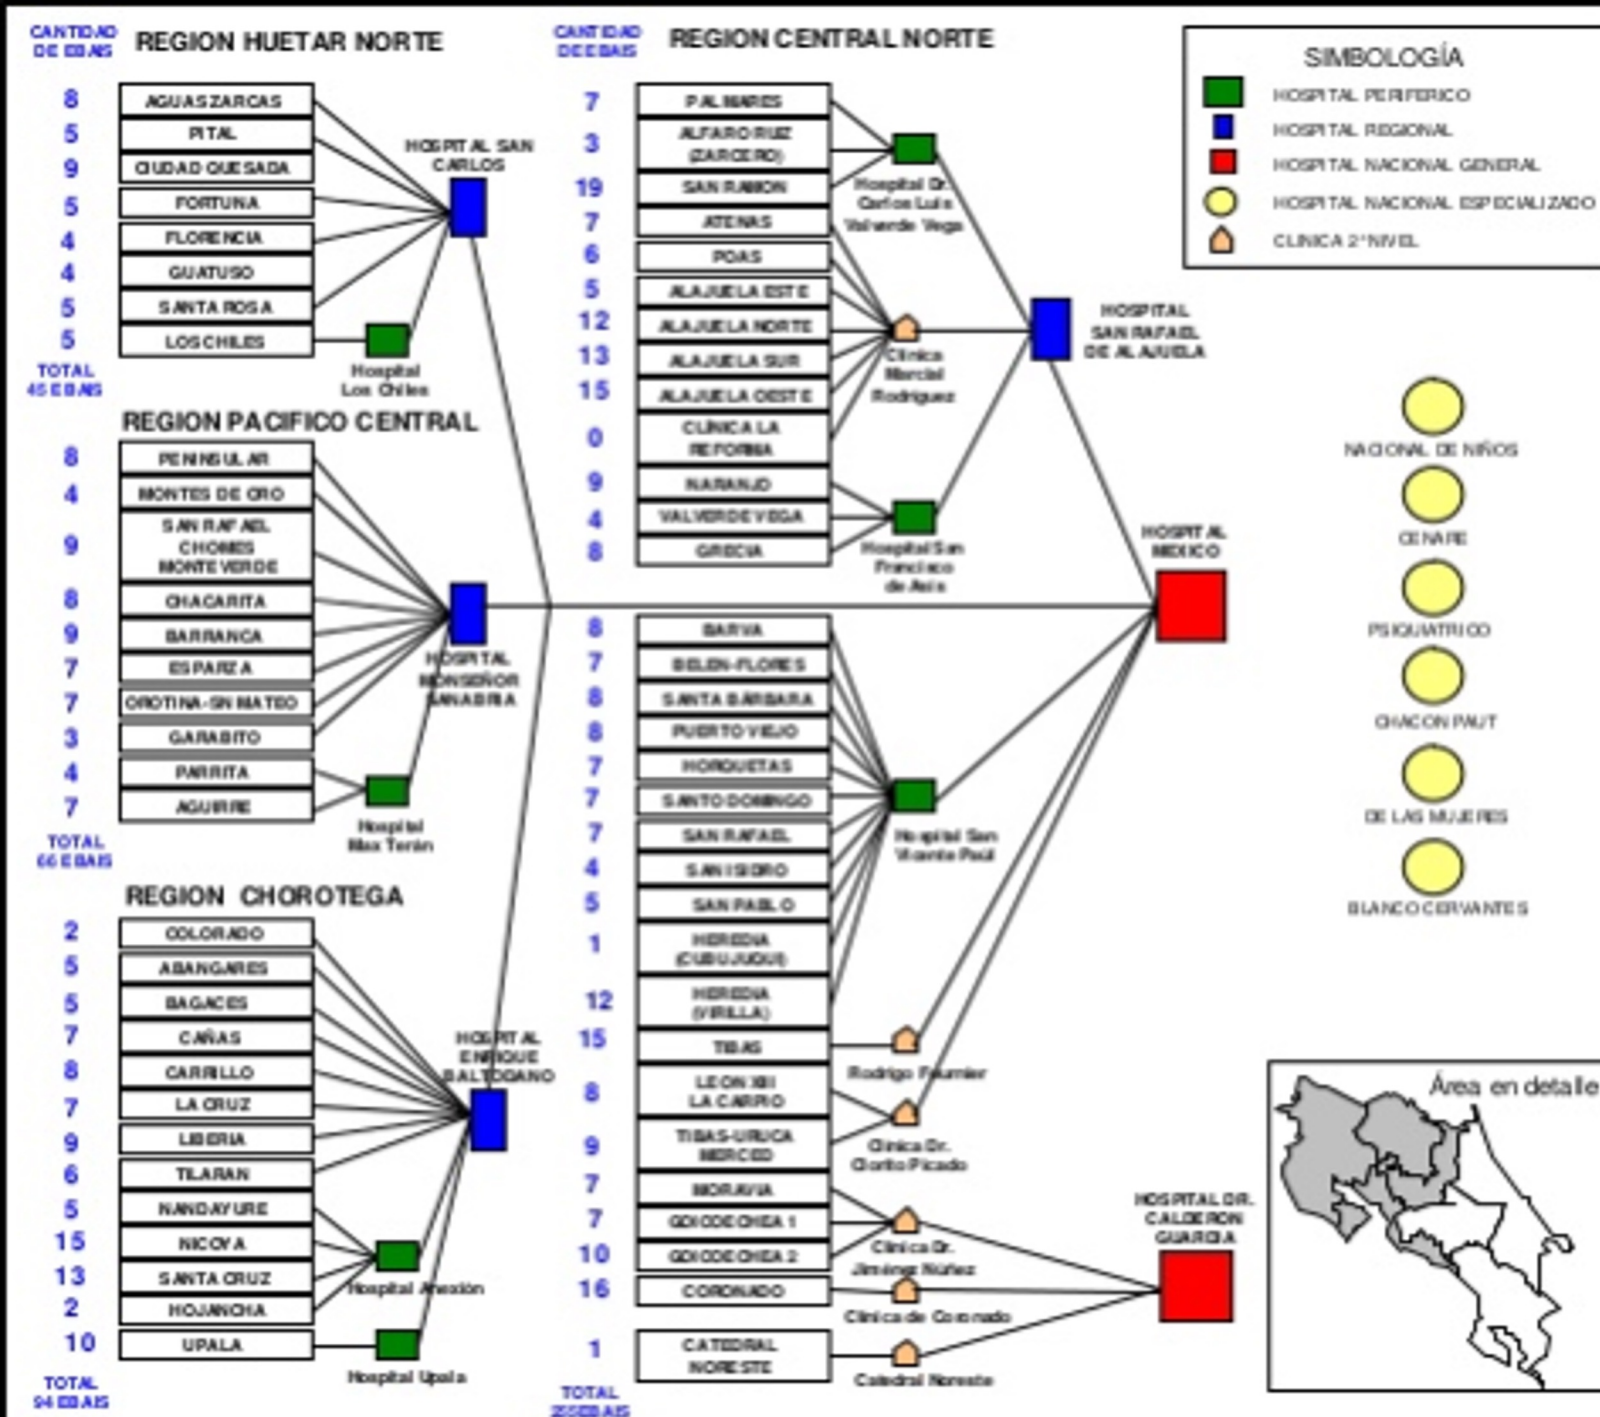 CANTIDAD
DE EBAIS
REGION HUETAR NORTE
8
AGUAS ZARCAS
5
PITAL
9
CIUDAD QUESADA
5
FORTUNA
4
FLORENCIA
4
GUATUSO
5
SANTA ROSA
5
LOS CHILES
TOTAL
45 EBAIS
HOSPITAL SAN
CARLOS
Hospital
Los Chiles
REGION PACIFICO CENTRAL
8
PENINSULAR
4
MONTES DE ORO
9
SAN RAFAEL
CHOMES
MONTEVERDE
8
CHACARITA
9
BARRANCA
7
ESPARZA
7
OROTINA-SN MATEO
3
GARABITO
4
PARRITA
7
AGUIRRE
TOTAL
66 EBAIS
HOSPITAL
MONSEÑOR
SANABRIA
Hospital
Max Terán
REGION CHOROTEGA
2
COLORADO
5
ABANGARES
5
BAGACES
7
CAÑAS
8
CARRILLO
7
LA CRUZ
9
LIBERIA
6
TILARAN
5
NANDAYURE
15
NICOYA
13
SANTA CRUZ
2
HOJANCHA
10
UPALA
TOTAL
94 EBAIS
HOSPITAL
ENRIQUE
BALTODANO
Hospital Anexión
Hospital Upala
CANTIDAD
DE EBAIS
REGION CENTRAL NORTE
7
PALMARES
3
ALFARO RUIZ
(ZARCERO)
19
SAN RAMON
7
ATENAS
6
POAS
5
ALAJUELA ESTE
12
ALAJUELA NORTE
13
ALAJUELA SUR
15
ALAJUELA OESTE
0
CLÍNICA LA
REFORMA
9
NARANJO
4
VALVERDE VEGA
8
GRECIA
Hospital Dr.
Carlos Luis
Valverde Vega
Clínica
Marcial
Rodríguez
Hospital San
Francisco
de Asís
HOSPITAL
SAN RAFAEL
DE ALAJUELA
8
BARVA
7
BELEN-FLORES
8
SANTA BÁRBARA
8
PUERTO VIEJO
7
HORQUETAS
7
SANTO DOMINGO
7
SAN RAFAEL
4
SAN ISIDRO
5
SAN PABLO
1
HEREDIA
(CUBUJUQUI)
12
HEREDIA
(VIRILLA)
15
TIBAS
8
LEON XIII
LA CARPIO
9
TIBAS-URUCA
MERCED
7
MORAVIA
7
GOICOECHEA 1
10
GOICOECHEA 2
16
CORONADO
1
CATEDRAL
NORESTE
TOTAL
255EBAIS
Hospital San
Vicente Paúl
Rodrigo Fournier
Clínica Dr.
Clorito Picado
Clínica Dr.
Jiménez Núñez
Clínica de Coronado
Catedral Noreste
HOSPITAL
MEXICO
HOSPITAL DR.
CALDERON
GUARDIA
SIMBOLOGÍA
HOSPITAL PERIFERICO
HOSPITAL REGIONAL
HOSPITAL NACIONAL GENERAL
HOSPITAL NACIONAL ESPECIALIZADO
CLINICA 2° NIVEL
NACIONAL DE NIÑOS
CENARE
PSIQUIATRICO
CHACON PAUT
DE LAS MUJERES
BLANCO CERVANTES
Área en detalle